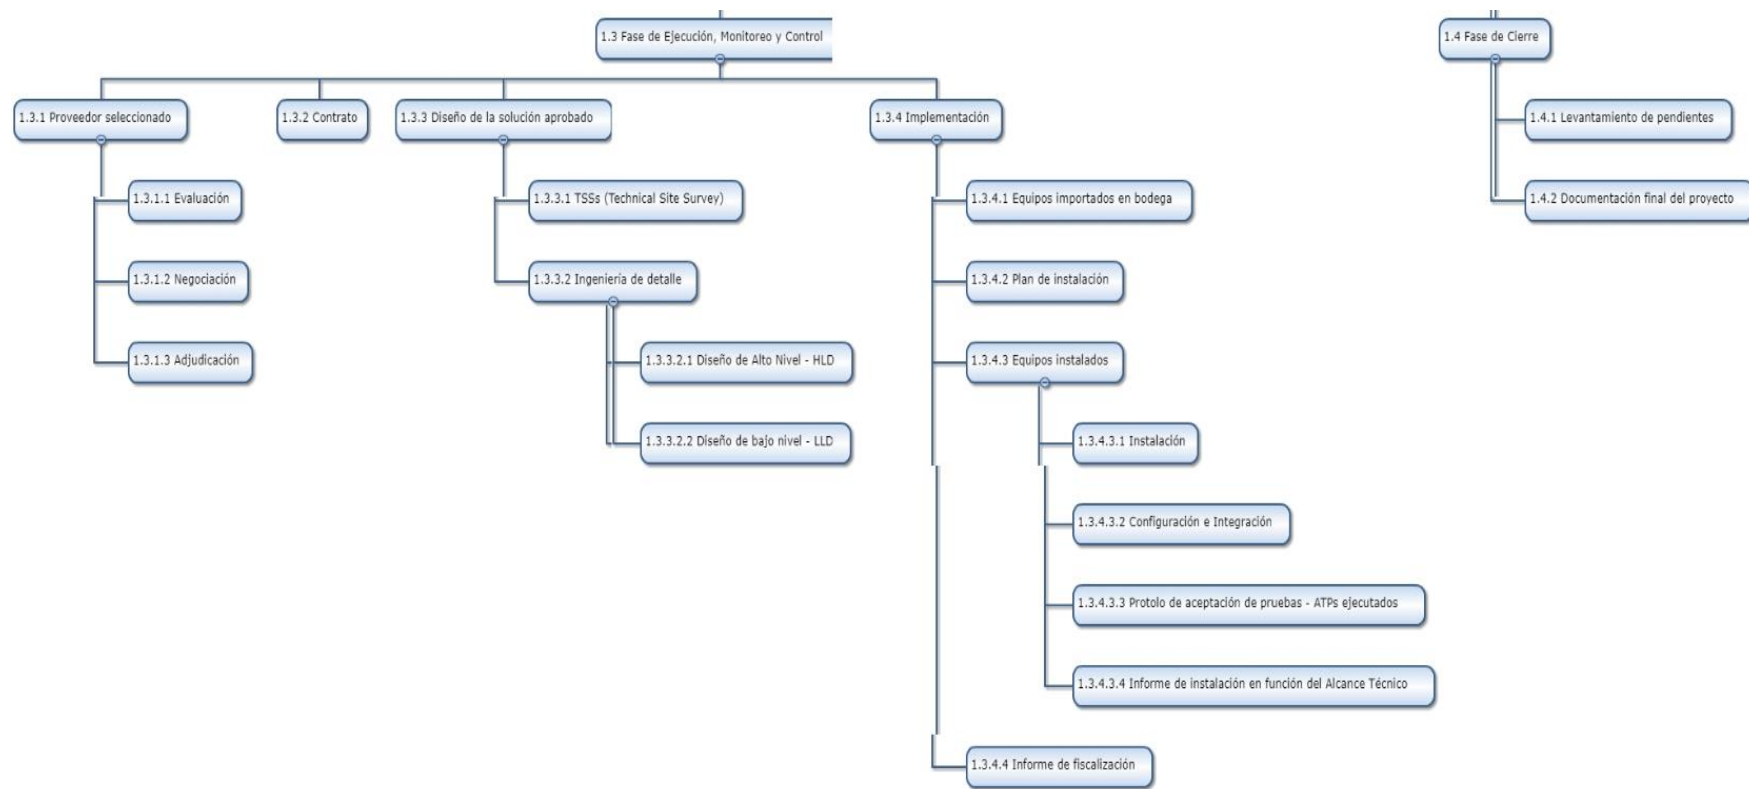 1.3 Fase de Ejecución, Monitoreo y Control
1.4 Fase de Cierre
1.3.1 Proveedor seleccionado
1.3.2 Contrato
1.3.3 Diseño de la solución aprobado
1.3.4 Implementación
1.4.1 Levantamiento de pendientes
1.3.1.1 Evaluación
1.3.3.1 TSSs (Technical Site Survey)
1.3.4.1 Equipos importados en bodega
1.4.2 Documentación final del proyecto
1.3.1.2 Negociación
1.3.3.2 Ingeniería de detalle
1.3.4.2 Plan de instalación
1.3.1.3 Adjudicación
1.3.3.2.1 Diseño de Alto Nivel - HLD
1.3.4.3 Equipos instalados
1.3.3.2.2 Diseño de bajo nivel - LLD
1.3.4.3.1 Instalación
1.3.4.3.2 Configuración e Integración
1.3.4.3.3 Protolo de aceptación de pruebas - ATPs ejecutados
1.3.4.3.4 Informe de instalación en función del Alcance Técnico
1.3.4.4 Informe de fiscalización